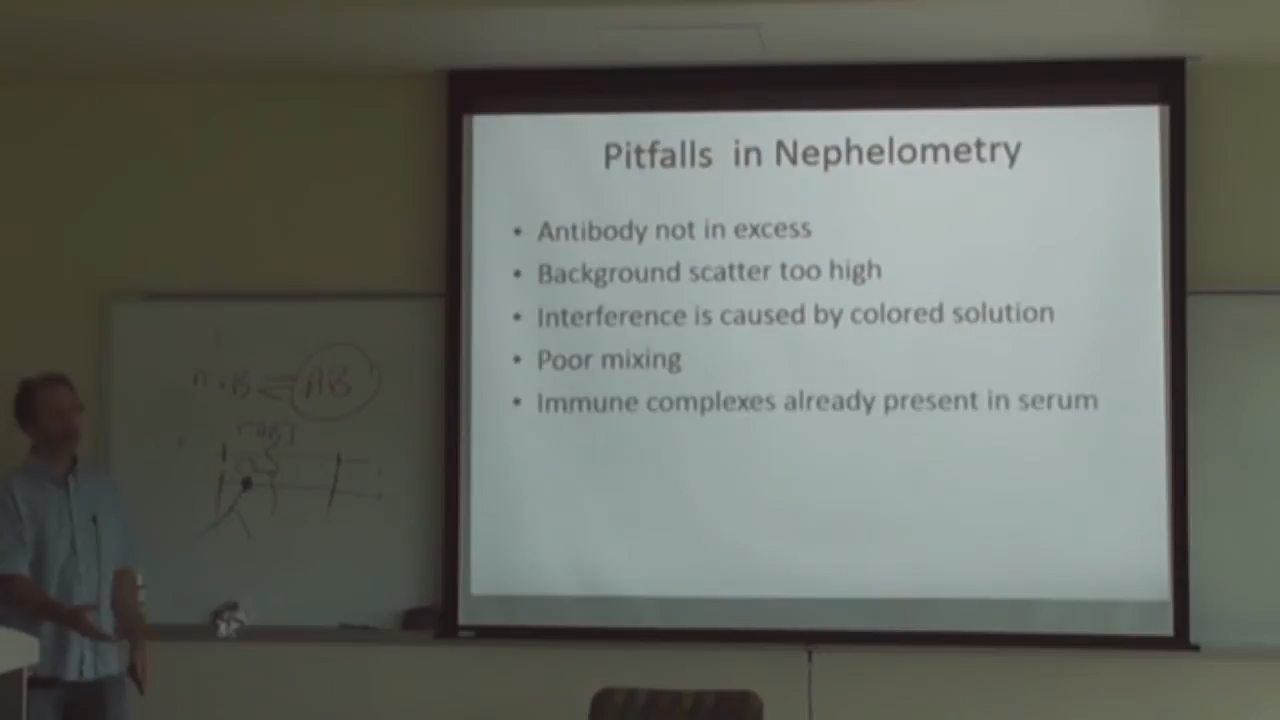 Pitfalls in Nephelometry
• Antibody not in excess
• Background scatter too high
• Interference is caused by colored solution
• Poor mixing
• Immune complexes already present in serum
AB